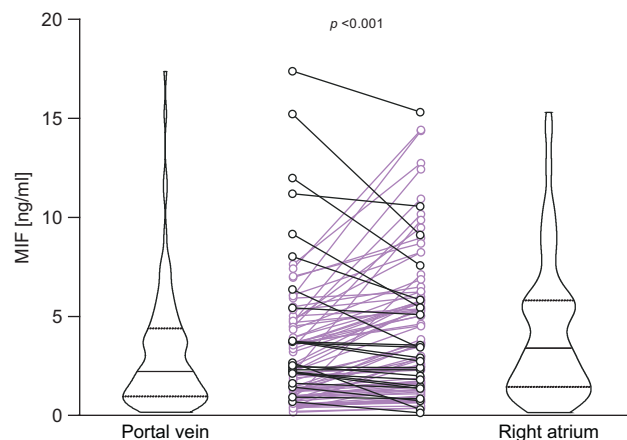 p <0.001
MIF [ng/ml]
20
15
10
5
0
Portal vein
Right atrium